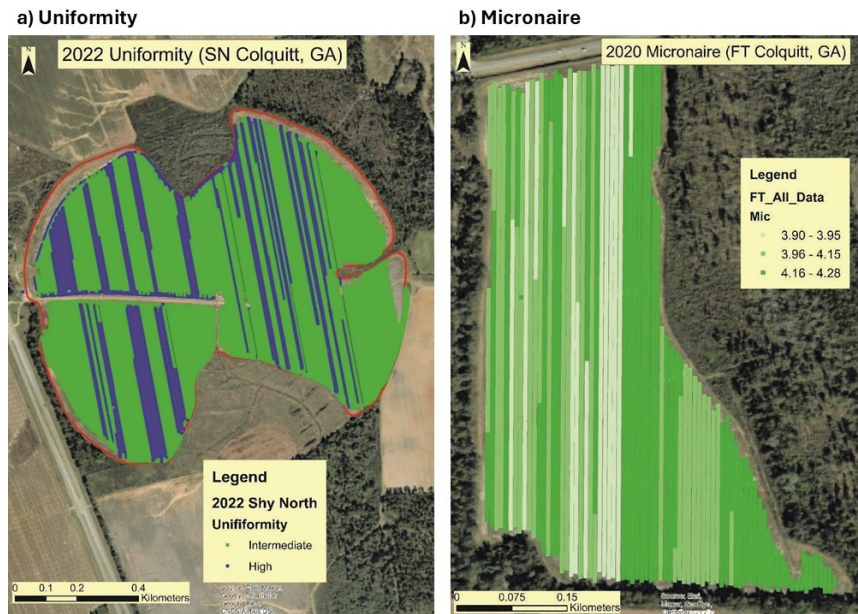 a) Uniformity
b) Micronaire
N
2022 Uniformity (SN Colquitt, GA)
N
2020 Micronaire (FT Colquitt, GA)
Legend
FT_All_Data
Mic
3.90 - 3.95
3.96 - 4.15
4.16 - 4.28
Legend
2022 Shy North
Unififormity
Intermediate
High
0 0.1 0.2 0.4
Kilometers
0 0.075 0.15
Kilometers
Source: Esri,